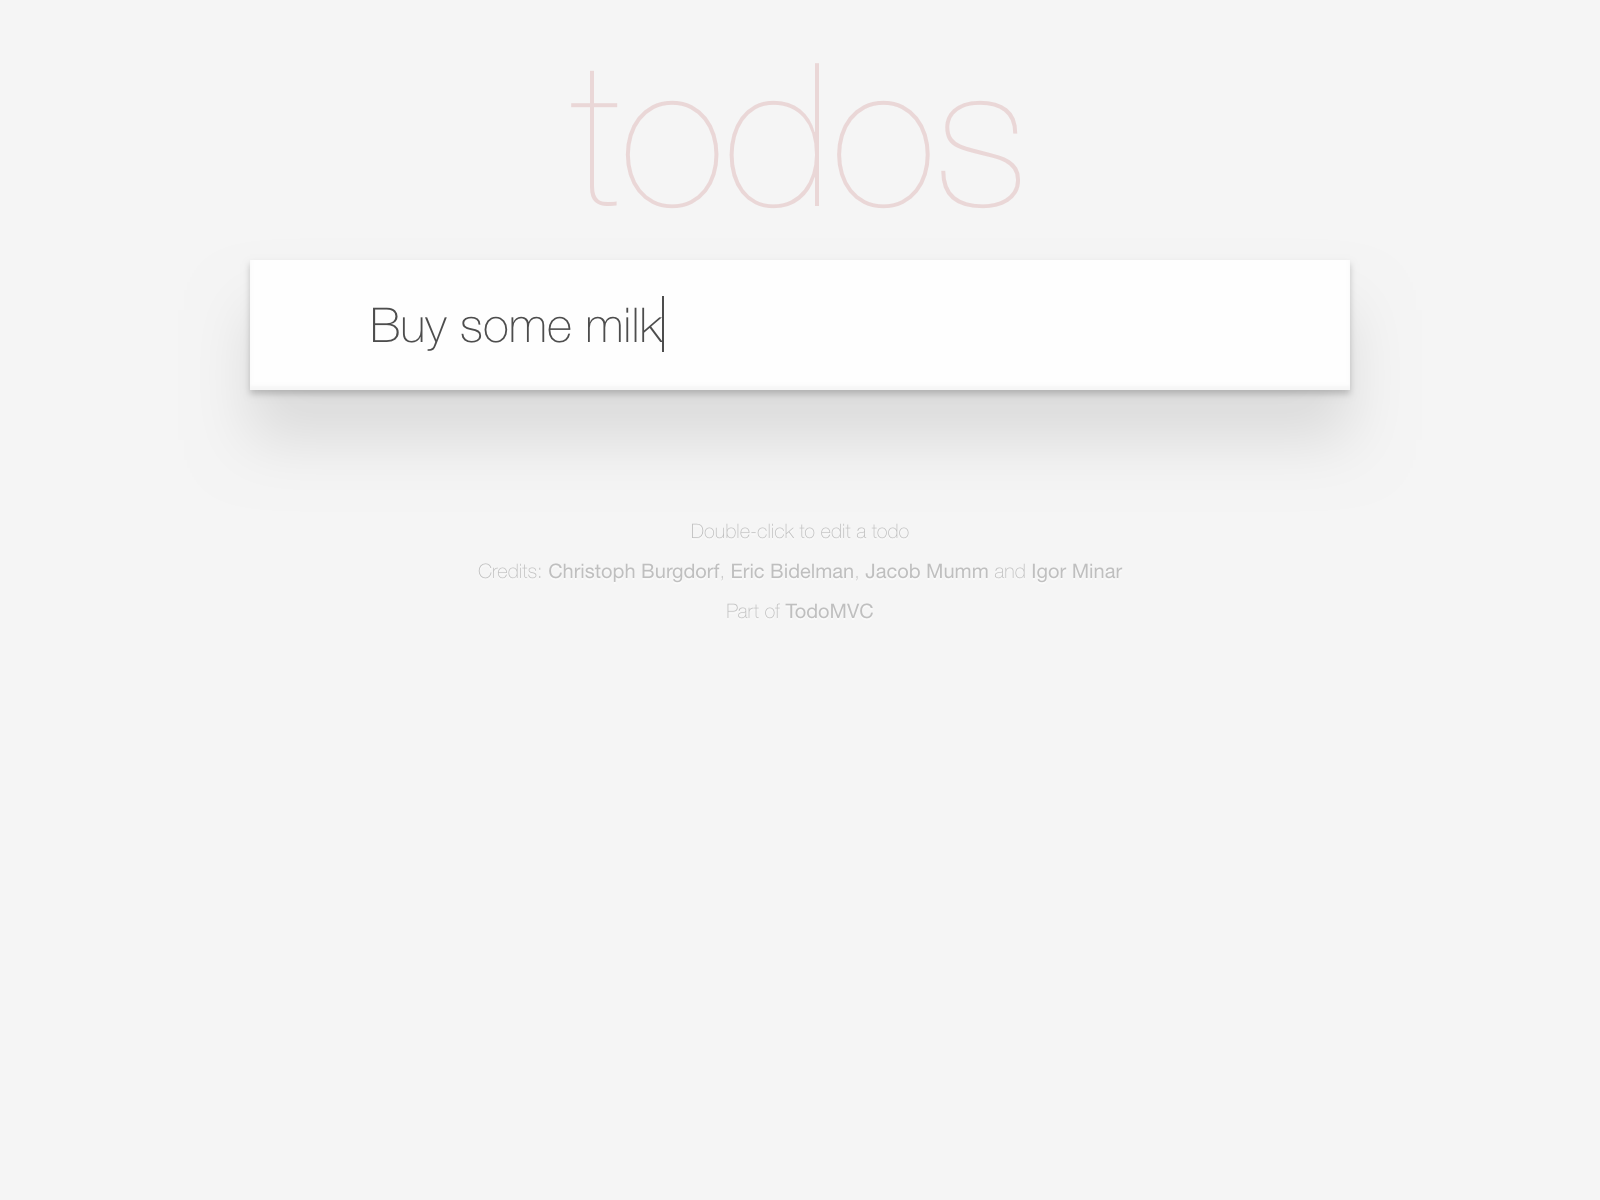 todos
Buy some milk
Double-click to edit a todo
Credits: Christoph Burgdorf, Eric Bidelman, Jacob Mumm and Igor Minar
Part of TodoMVC